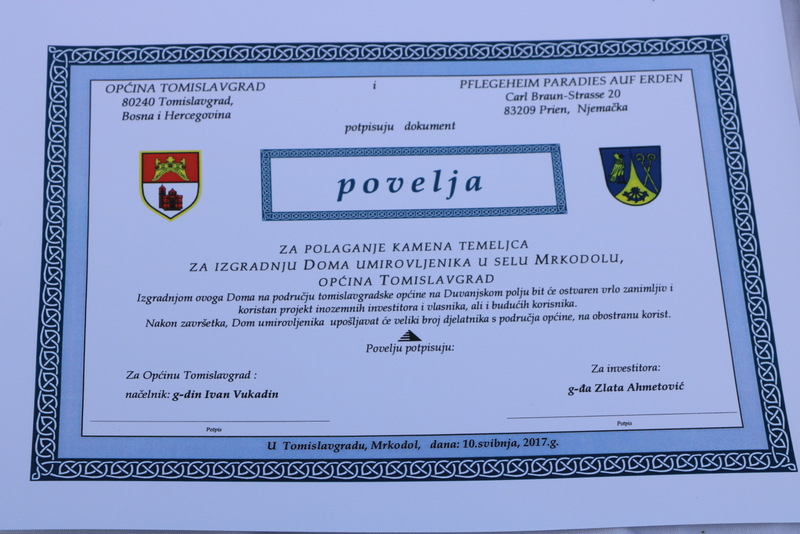 OPĆINA TOMISLAVGRAD
80240 Tomislavgrad,
Bosna i Hercegovina
i
PFLEGEHEIM PARADIES AUF ERDEN
Carl Braun-Strasse 20
83209 Prien, Njemačka
potpisuju dokument
povelja
ZA POLAGANJE KAMENA TEMELJCA
ZA IZGRADNJU DOMA UMIROVLJENIKA U SELU MRKODOLU,
OPĆINA TOMISLAVGRAD
Izgradnjom ovoga Doma na području tomislavgradske općine na Duvanjskom polju bit će ostvaren vrlo zanimljiv i
koristan projekt inozemnih investitora i vlasnika, ali i budućih korisnika.
Nakon završetka, Dom umirovljenika upošljavat će veliki broj djelatnika s područja općine, na obostranu korist.
Povelju potpisuju:
Za Općinu Tomislavgrad :
načelnik: g-din Ivan Vukadin
Potpis
Za investitora:
g-đa Zlata Ahmetović
Potpis
U Tomislavgradu, Mrkodol, dana: 10.svibnja, 2017.g.